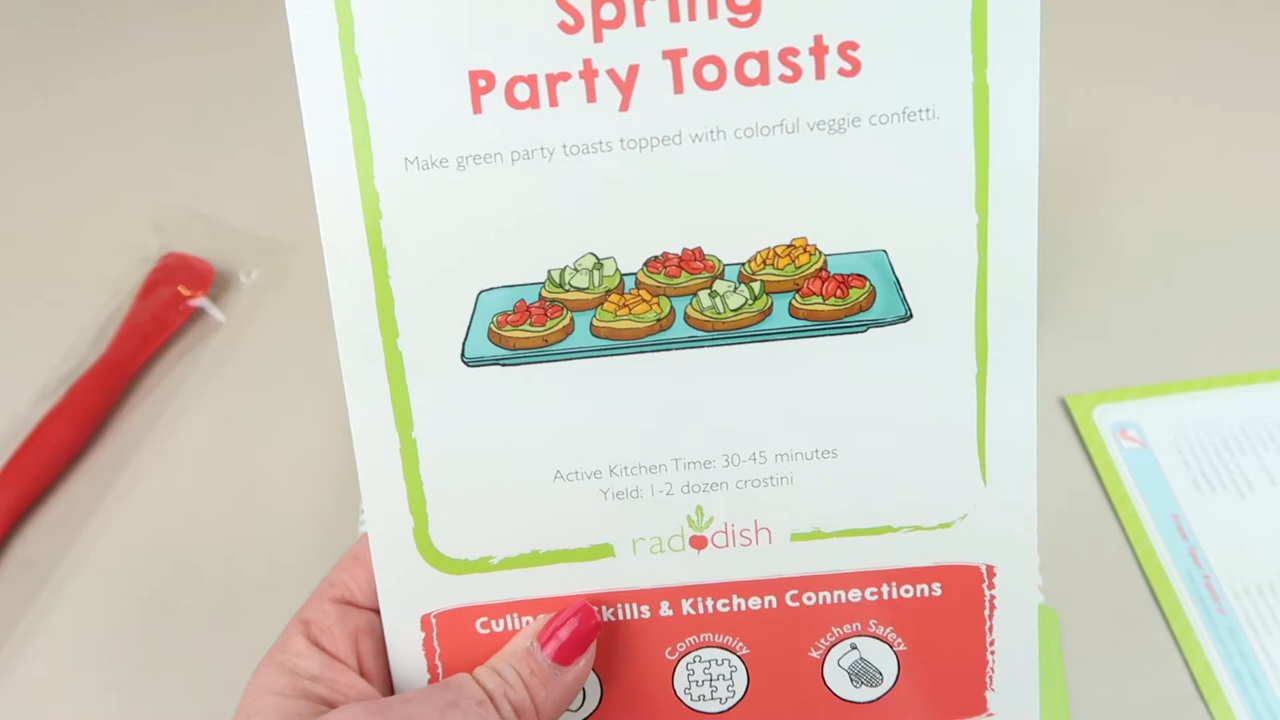 Spring
Party Toasts
Make green party toasts topped with colorful veggie confetti.
Active Kitchen Time: 30-45 minutes
Yield: 1-2 dozen crostini
raddish
Skills & Kitchen Connections
Community
Kitchen Safety